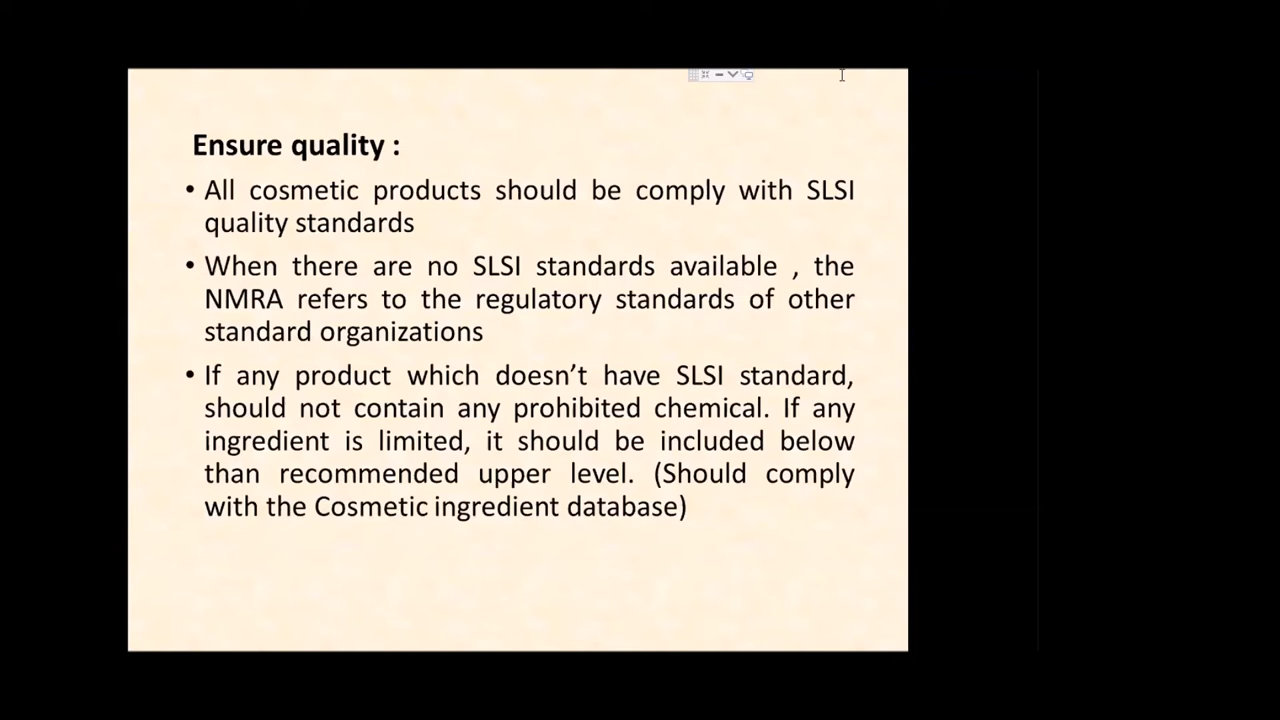 Ensure quality :
• All cosmetic products should be comply with SLSI
quality standards
• When there are no SLSI standards available , the
NMRA refers to the regulatory standards of other
standard organizations
• If any product which doesn’t have SLSI standard,
should not contain any prohibited chemical. If any
ingredient is limited, it should be included below
than recommended upper level. (Should comply
with the Cosmetic ingredient database)